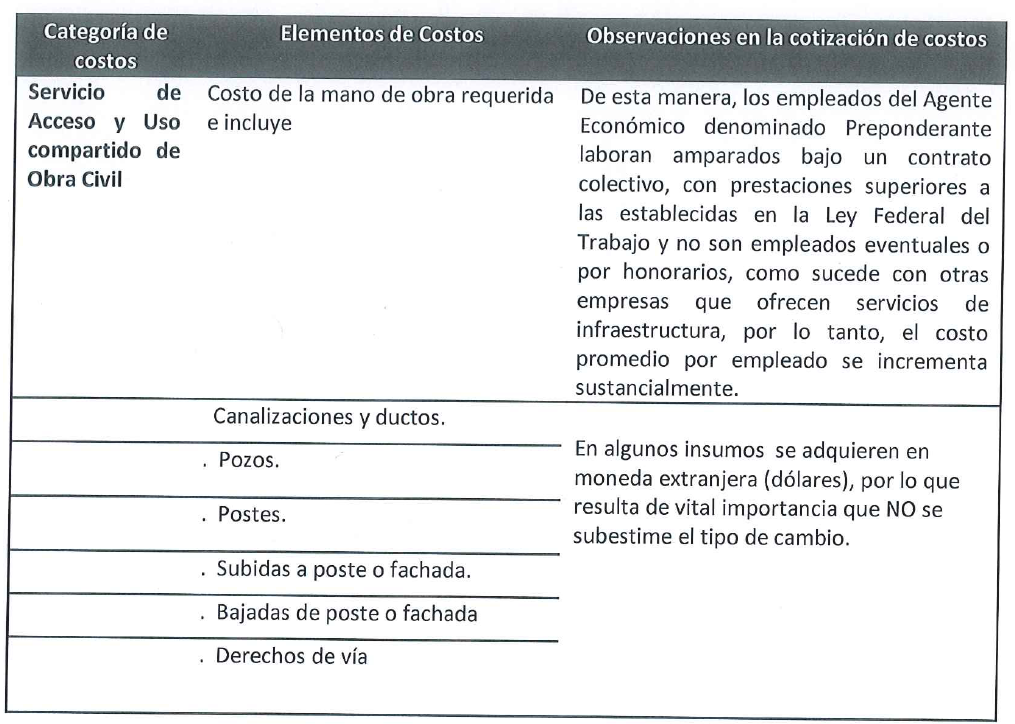 Categoría de costos
Elementos de Costos
Observaciones en la cotización de costos
Servicio de
Acceso y Uso
compartido de
Obra Civil
Costo de la mano de obra requerida
e incluye
De esta manera, los empleados del Agente
Económico denominado Preponderante
laboran amparados bajo un contrato
colectivo, con prestaciones superiores a
las establecidas en la Ley Federal del
Trabajo y no son empleados eventuales o
por honorarios, como sucede con otras
empresas que ofrecen servicios de
infraestructura, por lo tanto, el costo
promedio por empleado se incrementa
sustancialmente.
Canalizaciones y ductos.
. Pozos.
. Postes.
. Subidas a poste o fachada.
. Bajadas de poste o fachada
. Derechos de vía
En algunos insumos se adquieren en
moneda extranjera (dólares), por lo que
resulta de vital importancia que NO se
subestime el tipo de cambio.